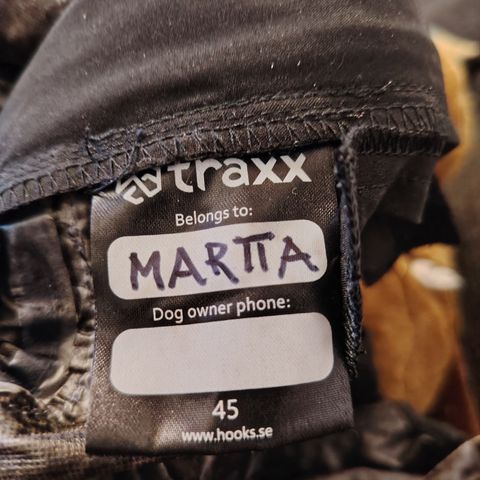 traxx
Belongs to:
MARTTA
Dog owner phone:
45
www.hooks.se